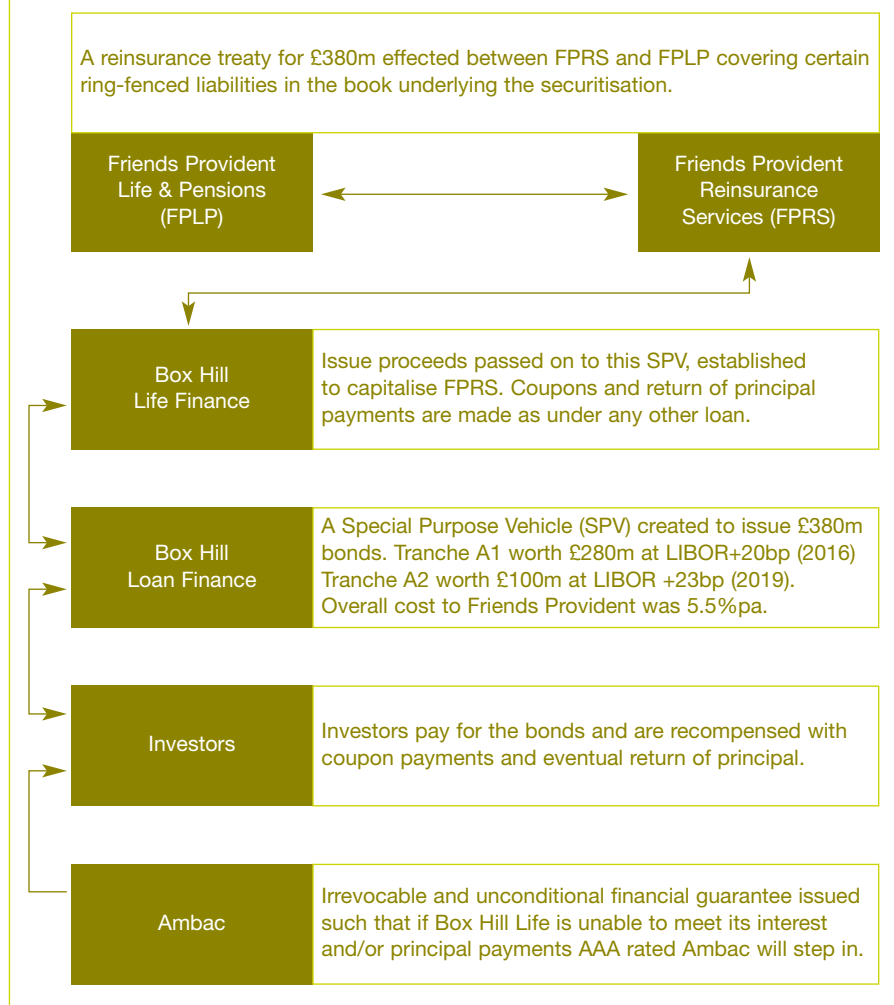 A reinsurance treaty for £380m effected between FPRS and FPLP covering certain
ring-fenced liabilities in the book underlying the securitisation.
Friends Provident
Life & Pensions
(FPLP)
Friends Provident
Reinsurance
Services (FPRS)
Box Hill
Life Finance
Issue proceeds passed on to this SPV, established
to capitalise FPRS. Coupons and return of principal
payments are made as under any other loan.
Box Hill
Loan Finance
A Special Purpose Vehicle (SPV) created to issue £380m
bonds. Tranche A1 worth £280m at LIBOR+20bp (2016)
Tranche A2 worth £100m at LIBOR +23bp (2019).
Overall cost to Friends Provident was 5.5%pa.
Investors
Investors pay for the bonds and are recompensed with
coupon payments and eventual return of principal.
Ambac
Irrevocable and unconditional financial guarantee issued
such that if Box Hill Life is unable to meet its interest
and/or principal payments AAA rated Ambac will step in.